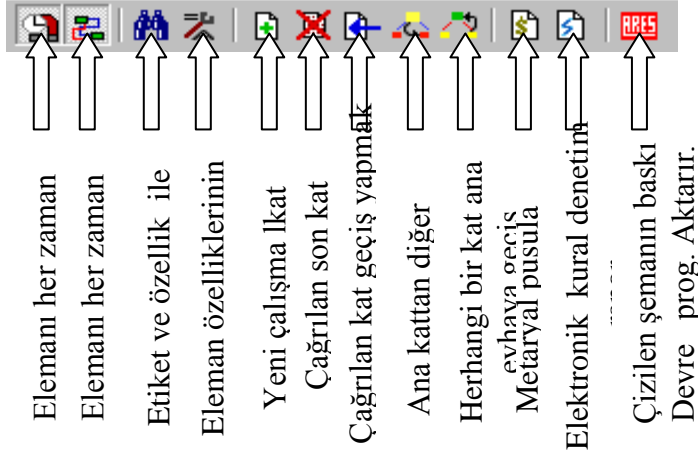 ARES
Elemanı her zaman
Elemanı her zaman
Etiket ve özellik ile
Eleman özelliklerinin
Yeni çalışma lkat
Çağrılan son kat
Çağrılan kat geçiş yapmak
Ana kattan diğer
Herhangi bir kat ana
evhaya geçiş
Metaryal pusula
Elektronik kural denetim
Çizilen şemanın baskı
Devre prog. Aktarır.